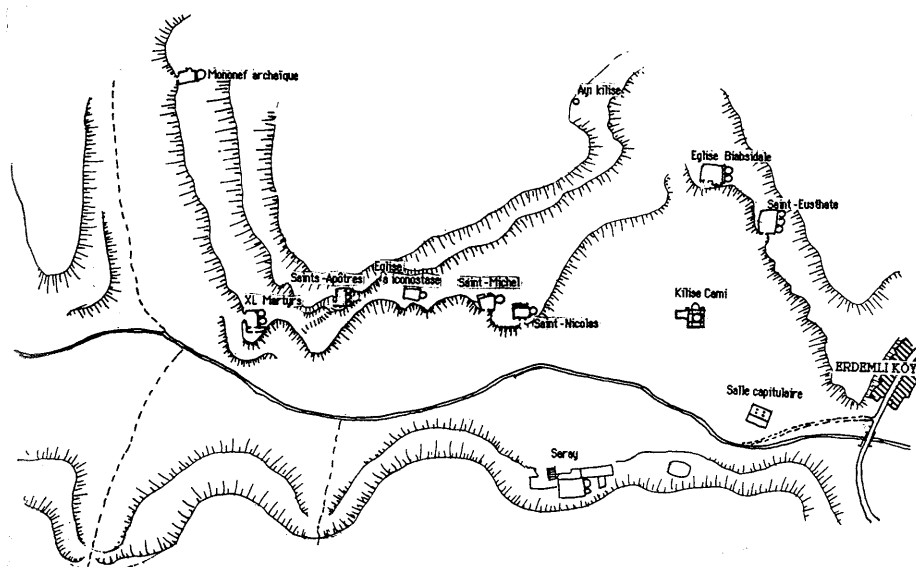 Mononef archaïque
Ayı kilise
Eglise Biabsidale
Saint-Eusthate
Saints-Apôtres
Eglise
à iconostase
Saint-Michel
XL Martyrs
Saint-Nicolas
Kilise Cami
ERDEMLI KÖY
Salle capitulaire
Saray